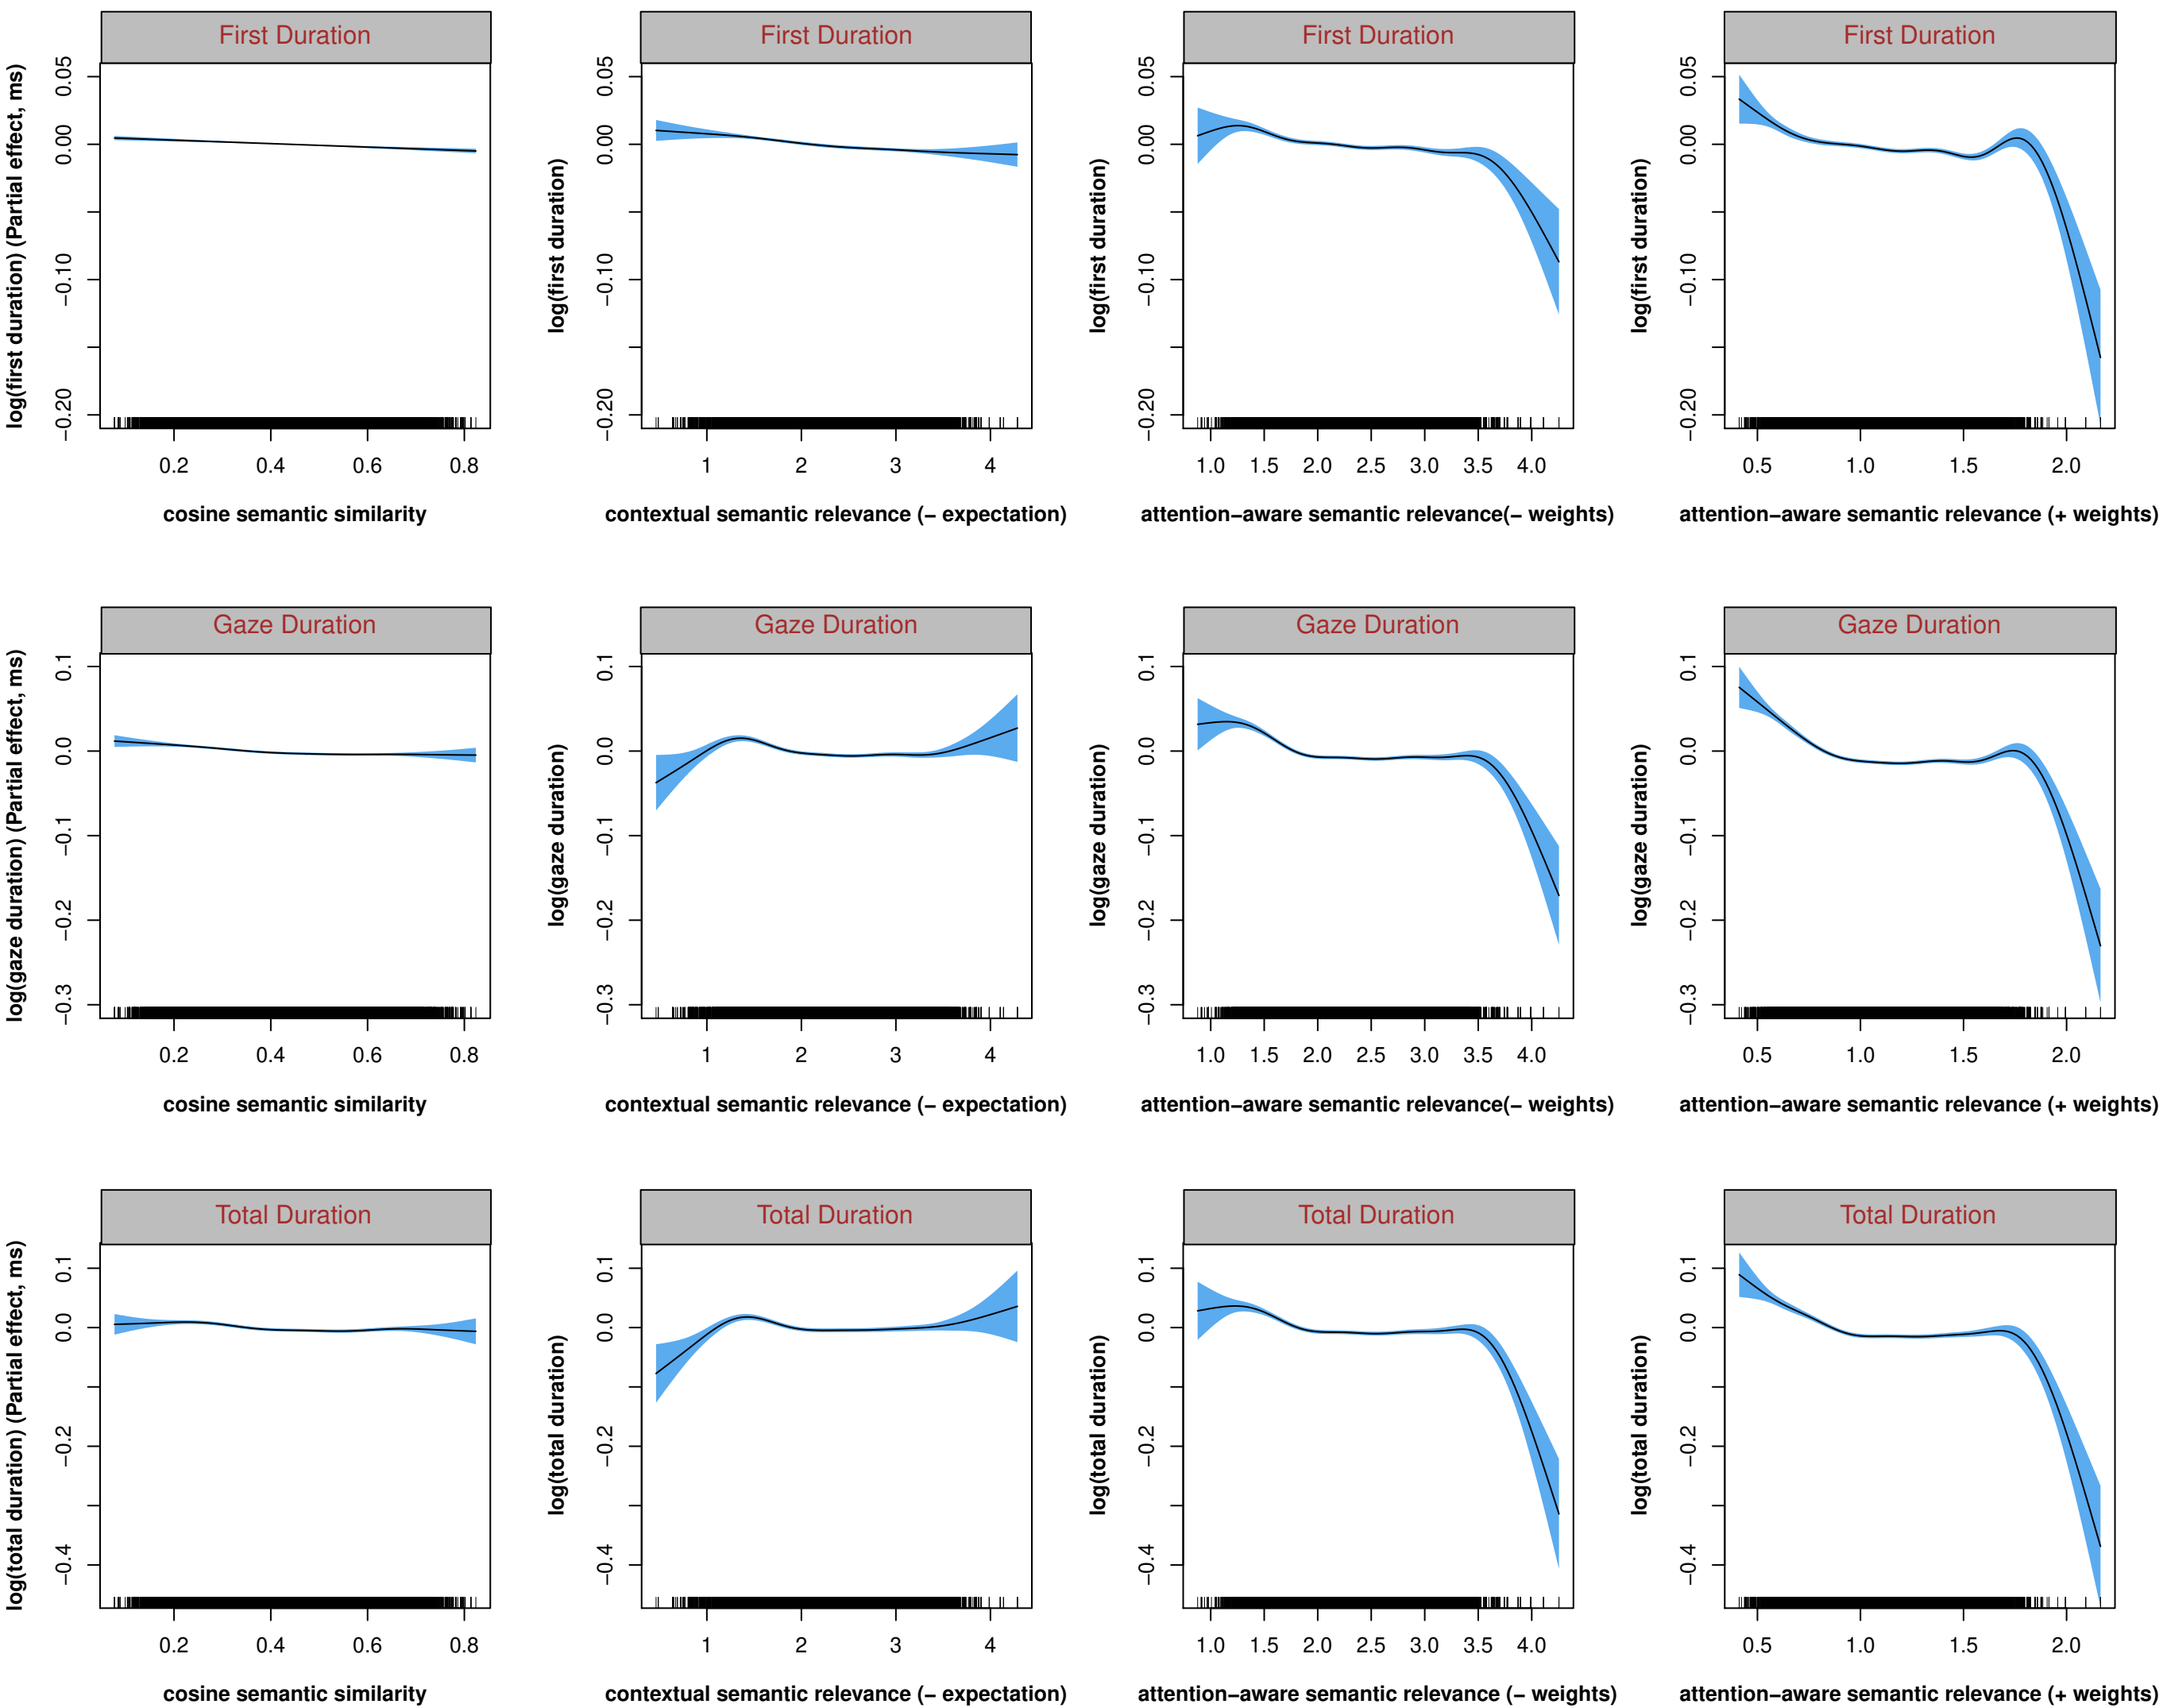 First Duration
First Duration
First Duration
First Duration
log(first duration) (Partial effect, ms)
0.05
0.00
−0.10
−0.20
0.2 0.4 0.6 0.8
cosine semantic similarity
log(first duration)
0.05
0.00
−0.10
−0.20
1 2 3 4
contextual semantic relevance (− expectation)
log(first duration)
0.05
0.00
−0.10
−0.20
1.0 1.5 2.0 2.5 3.0 3.5 4.0
attention−aware semantic relevance(− weights)
log(first duration)
0.05
0.00
−0.10
−0.20
0.5 1.0 1.5 2.0
attention−aware semantic relevance (+ weights)
Gaze Duration
Gaze Duration
Gaze Duration
Gaze Duration
log(gaze duration) (Partial effect, ms)
0.1
0.0
−0.1
−0.2
−0.3
0.2 0.4 0.6 0.8
cosine semantic similarity
log(gaze duration)
0.1
0.0
−0.1
−0.2
−0.3
1 2 3 4
contextual semantic relevance (− expectation)
log(gaze duration)
0.1
0.0
−0.1
−0.2
−0.3
1.0 1.5 2.0 2.5 3.0 3.5 4.0
attention−aware semantic relevance(− weights)
log(gaze duration)
0.1
0.0
−0.1
−0.2
−0.3
0.5 1.0 1.5 2.0
attention−aware semantic relevance (+ weights)
Total Duration
Total Duration
Total Duration
Total Duration
log(total duration) (Partial effect, ms)
0.1
0.0
−0.2
−0.4
0.2 0.4 0.6 0.8
cosine semantic similarity
log(total duration)
0.1
0.0
−0.2
−0.4
1 2 3 4
contextual semantic relevance (− expectation)
log(total duration)
0.1
0.0
−0.2
−0.4
1.0 1.5 2.0 2.5 3.0 3.5 4.0
attention−aware semantic relevance (− weights)
log(total duration)
0.1
0.0
−0.2
−0.4
0.5 1.0 1.5 2.0
attention−aware semantic relevance (+ weights)